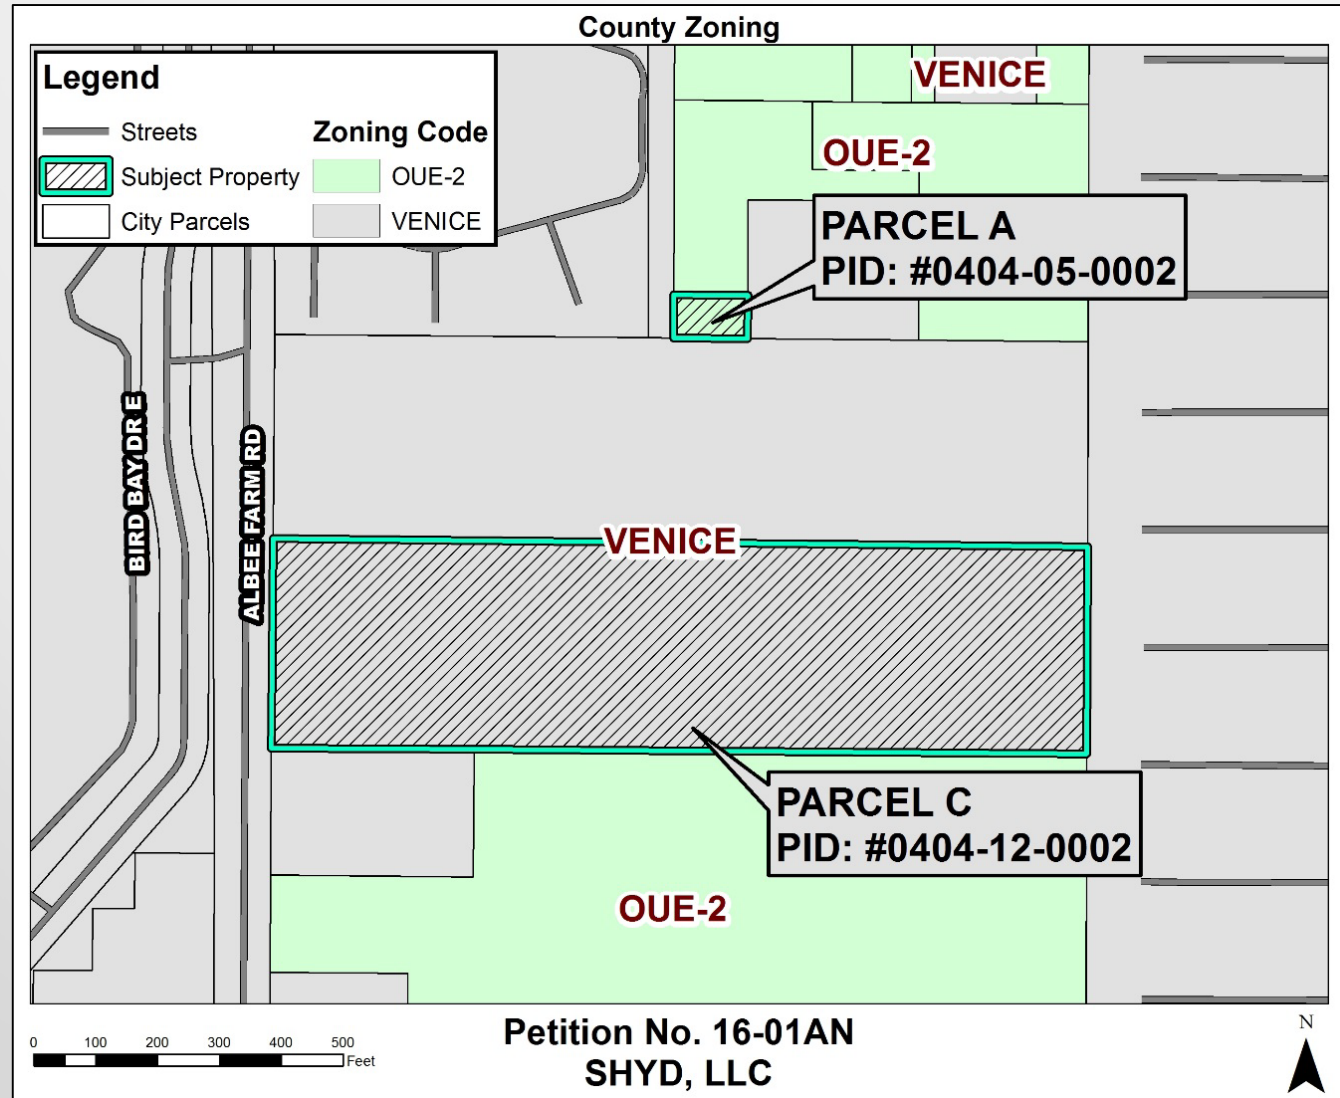 County Zoning
Legend
Streets
Zoning Code
Subject Property
OUE-2
City Parcels
VENICE
VENICE
OUE-2
PARCEL A
PID: #0404-05-0002
BIRD BAY DR E
ALBEE FARM RD
VENICE
PARCEL C
PID: #0404-12-0002
OUE-2
0 100 200 300 400 500
Feet
Petition No. 16-01AN
SHYD, LLC
N